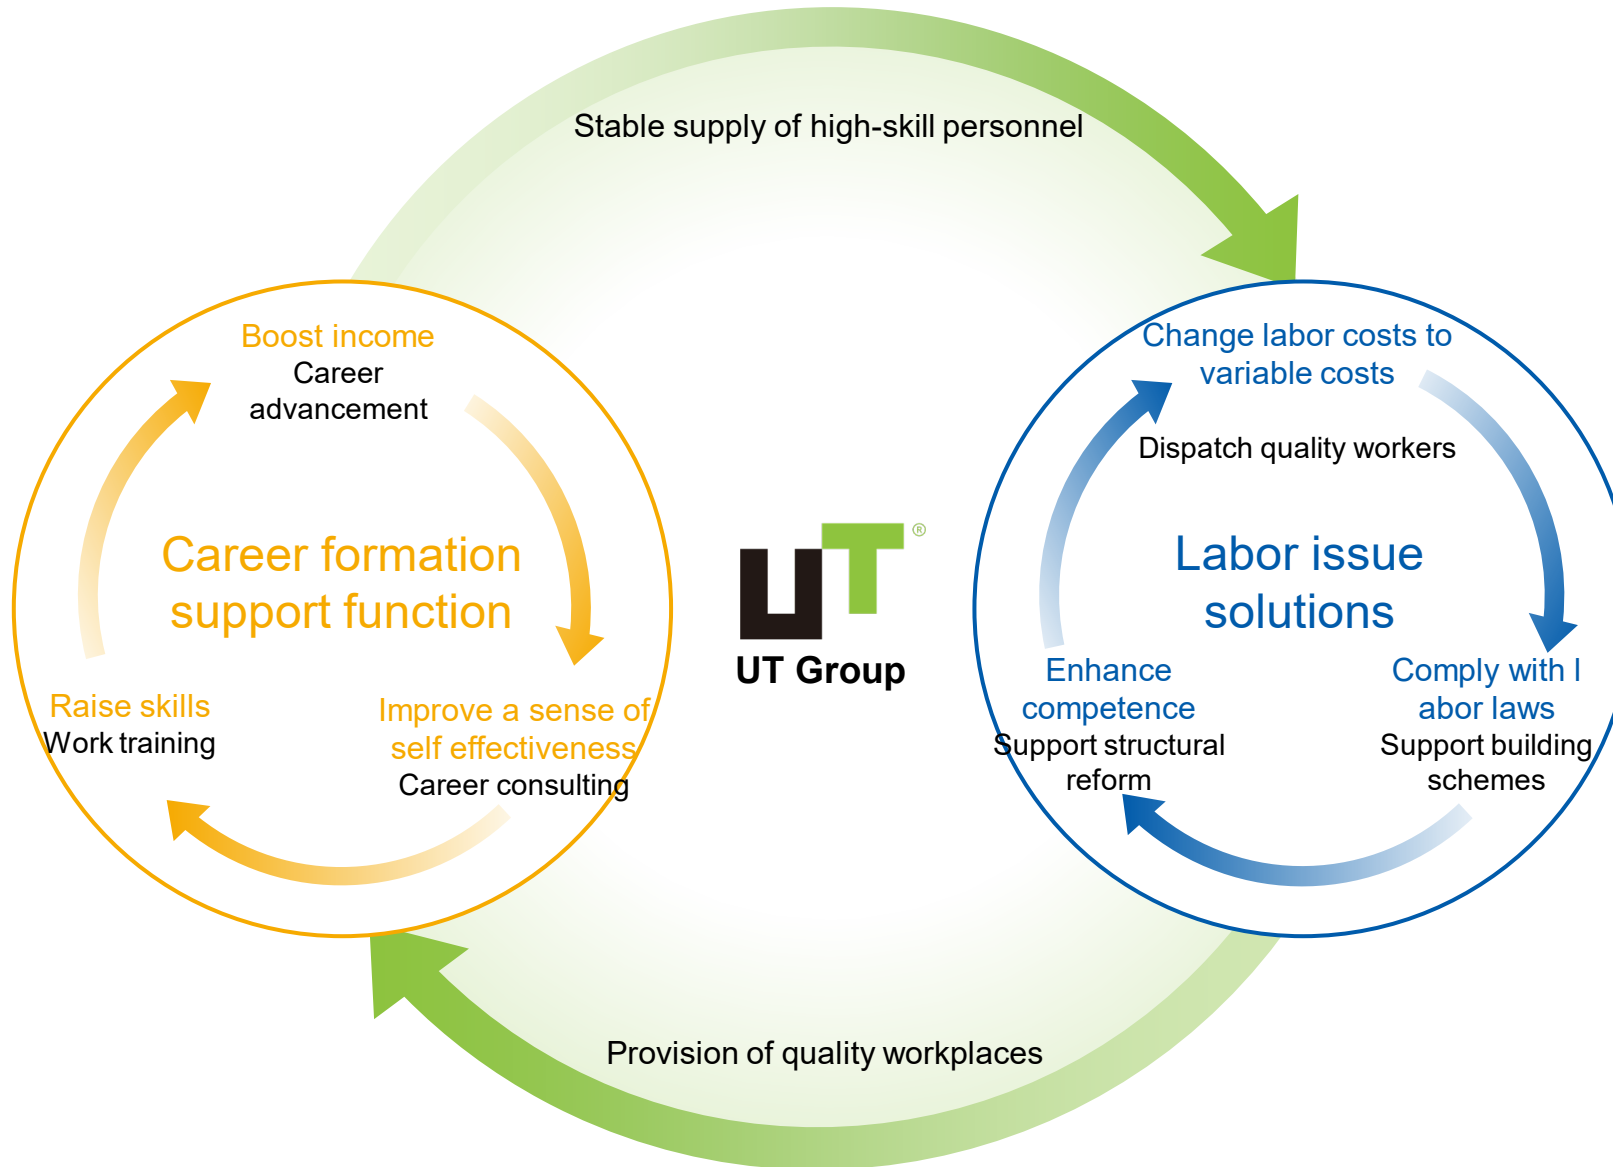 Stable supply of high-skill personnel
Boost income
Career
advancement
Career formation
support function
Raise skills
Work training
Improve a sense of
self effectiveness
Career consulting
UT®
UT Group
Change labor costs to
variable costs
Dispatch quality workers
Labor issue
solutions
Enhance
competence
Support structural
reform
Comply with l
abor laws
Support building
schemes
Provision of quality workplaces